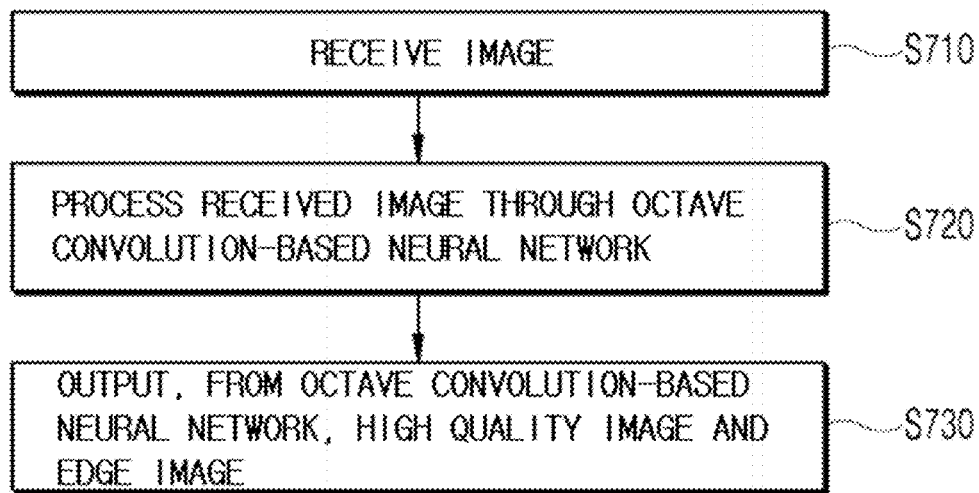 RECEIVE IMAGE
S710
PROCESS RECEIVED IMAGE THROUGH OCTAVE
CONVOLUTION-BASED NEURAL NETWORK
S720
OUTPUT, FROM OCTAVE CONVOLUTION-BASED
NEURAL NETWORK, HIGH QUALITY IMAGE AND
EDGE IMAGE
S730